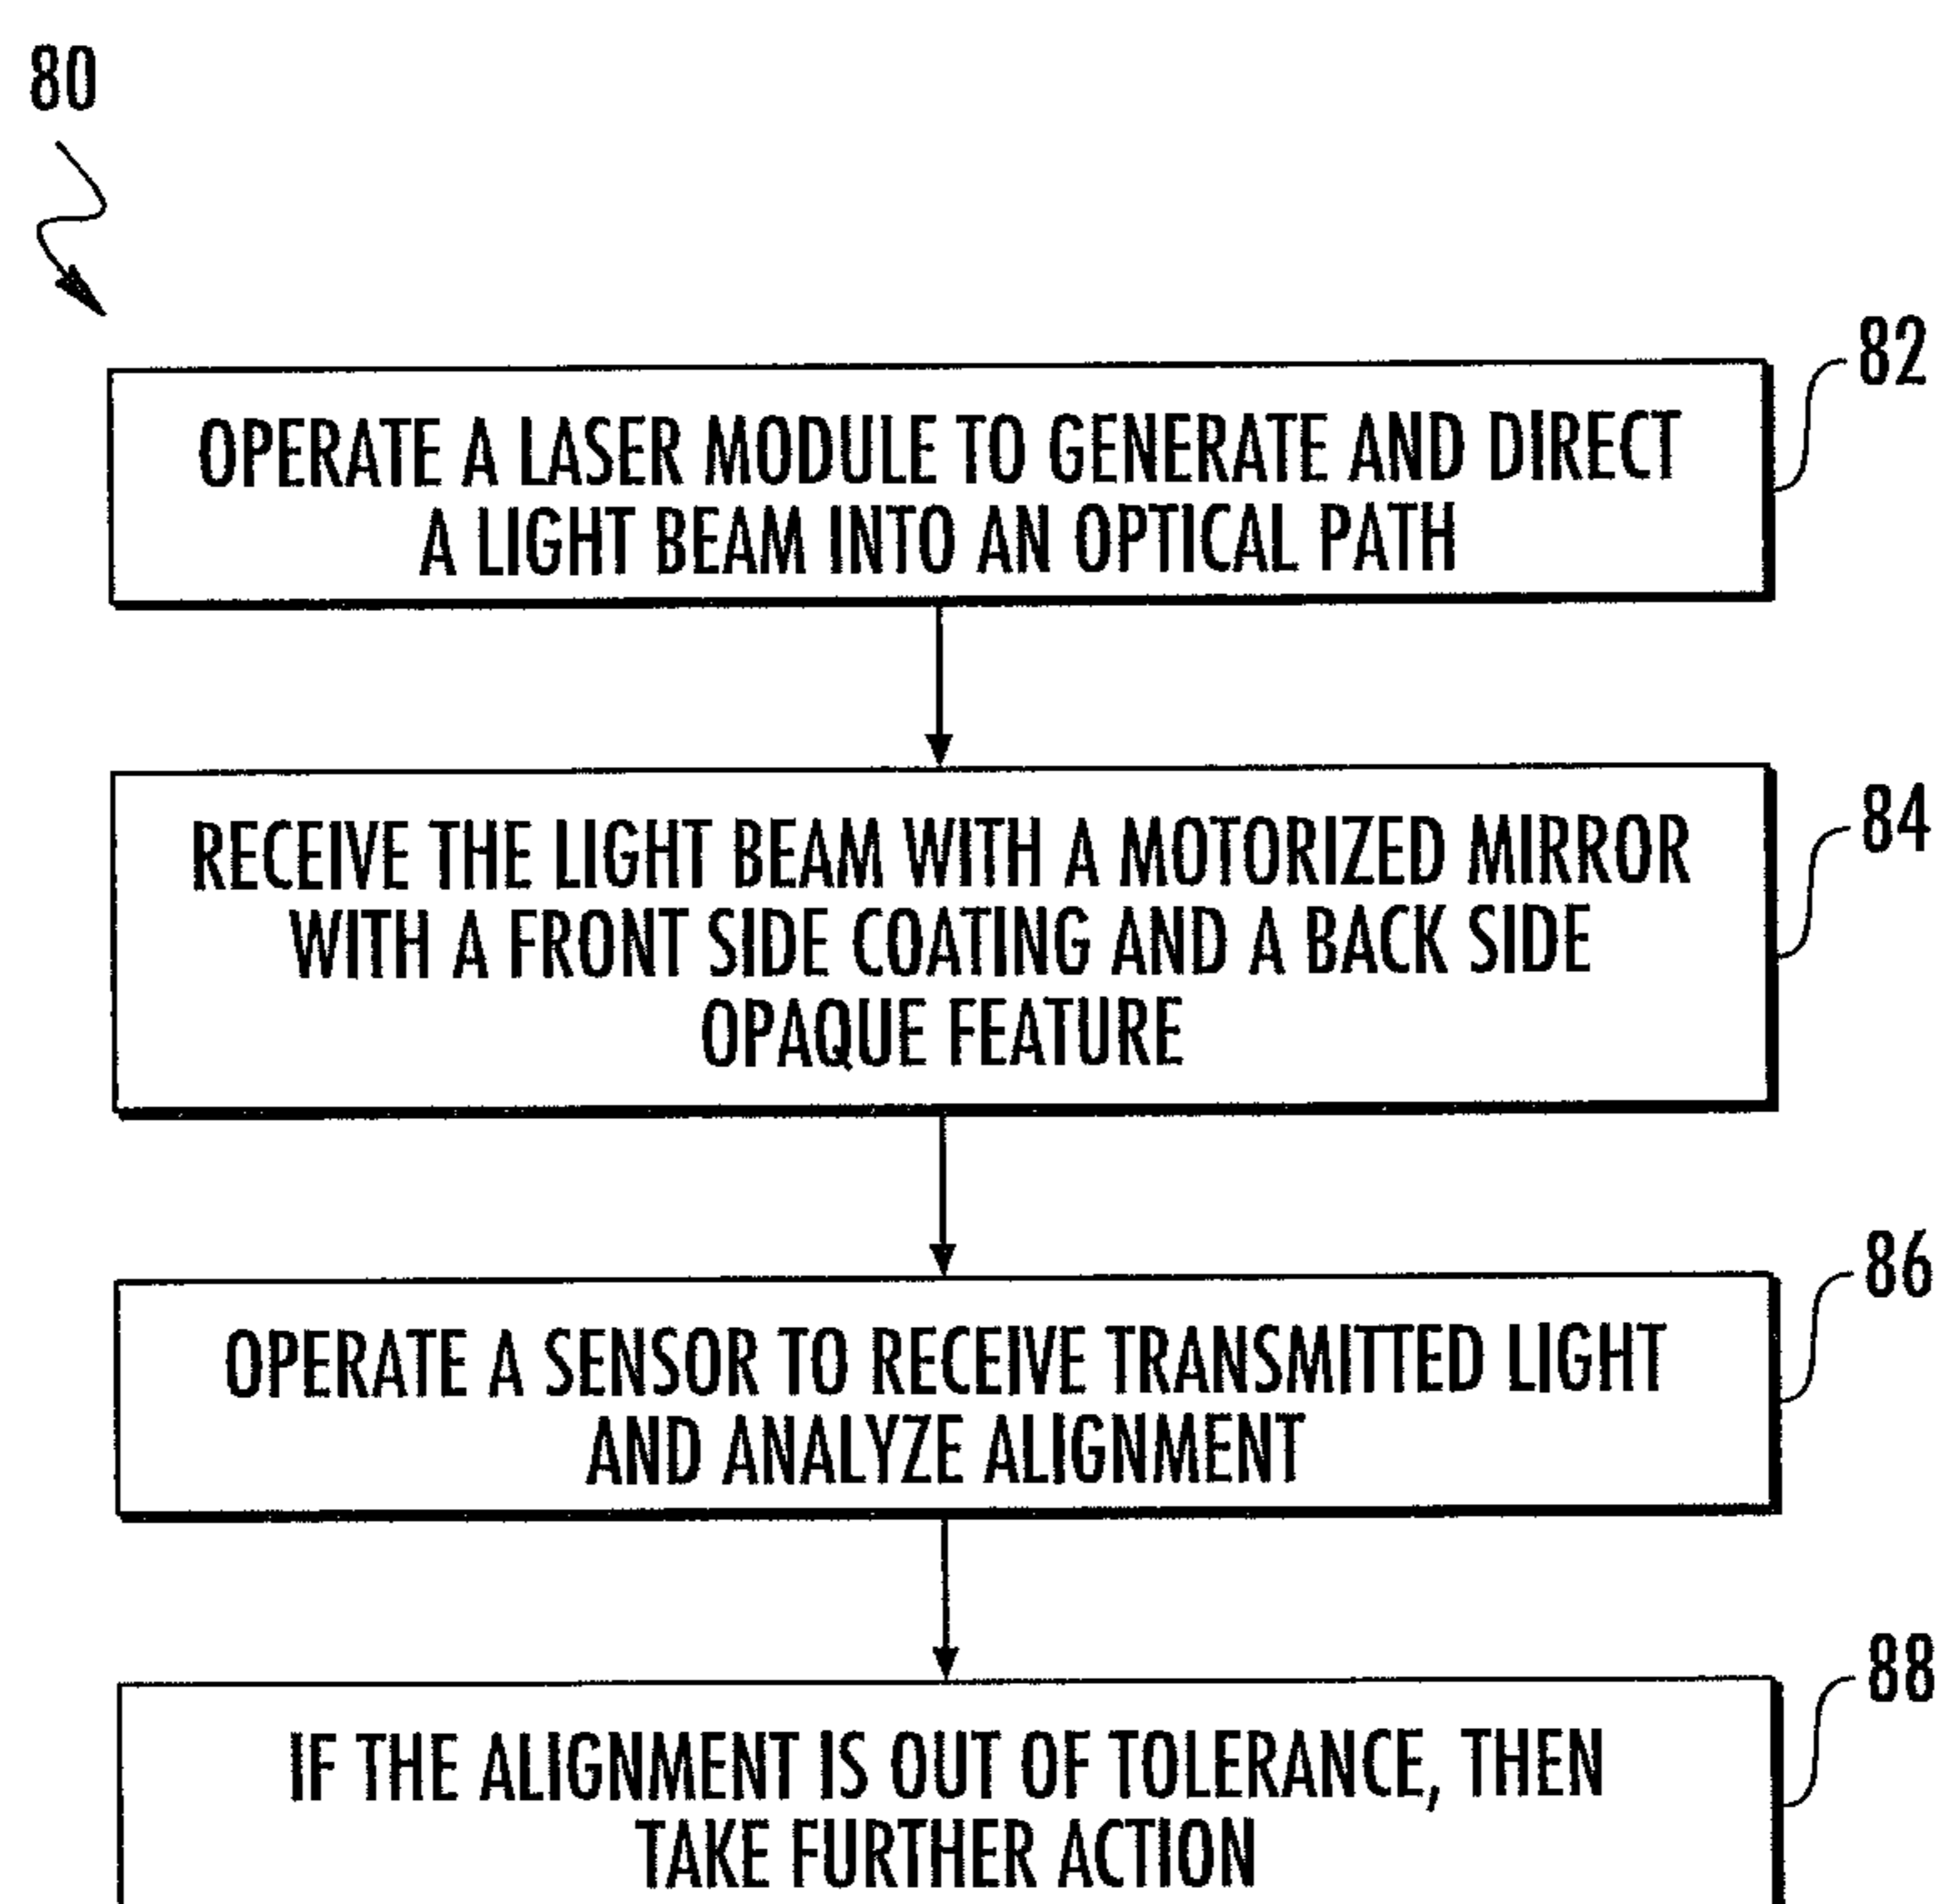 80
82
OPERATE A LASER MODULE TO GENERATE AND DIRECT
A LIGHT BEAM INTO AN OPTICAL PATH
84
RECEIVE THE LIGHT BEAM WITH A MOTORIZED MIRROR
WITH A FRONT SIDE COATING AND A BACK SIDE
OPAQUE FEATURE
86
OPERATE A SENSOR TO RECEIVE TRANSMITTED LIGHT
AND ANALYZE ALIGNMENT
88
IF THE ALIGNMENT IS OUT OF TOLERANCE, THEN
TAKE FURTHER ACTION